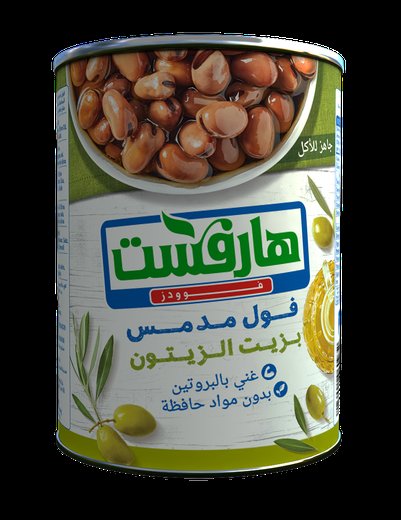 جاهز للأكل
هارفست
فوودز
فول مدمس
بزيت الزيتون
غني بالبروتين
بدون مواد حافظة